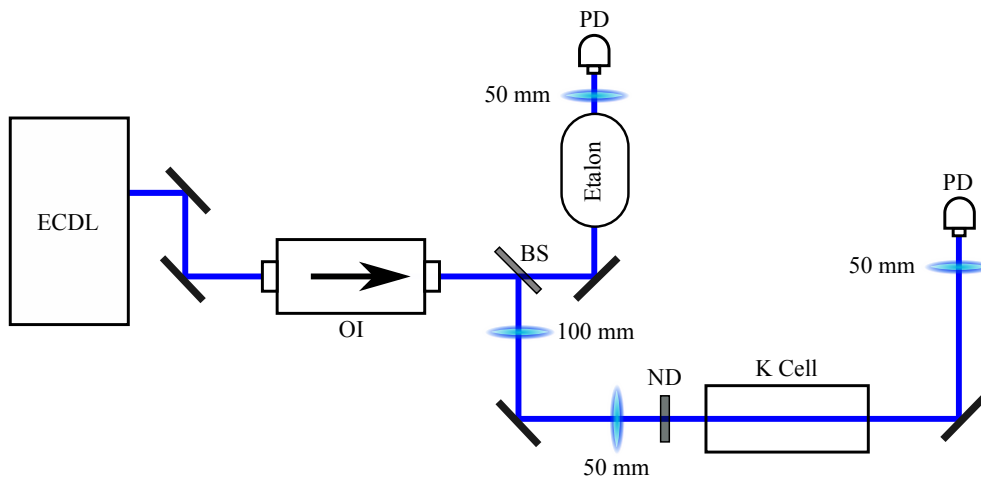 PD
50 mm
Etalon
PD
ECDL
BS
50 mm
OI
100 mm
K Cell
ND
50 mm